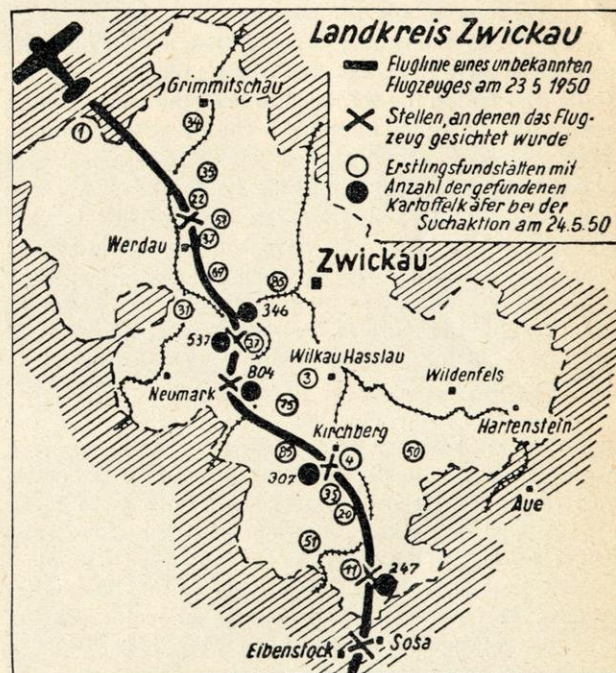 Landkreis Zwickau
Fluglinie eines unbekannten
Flugzeuges am 23 5 1950
Stellen, an denen das Flug-
zeug gesichtet wurde
Erstlingsfundstätten mit
Anzahl der gefundenen
Kartoffelkäfer bei der
Suchaktion am 24.5.50
Grimmitschau
1
34
39
22
53
Werdau
37
69
Zwickau
85
31
346
537
57
Wilkau Hasslau
804
3
Wildenfels
Neumark
75
Hartenstein
Kirchberg
85
4
50
307
35
20
Aue
51
11
247
Eibenstock
Sosa